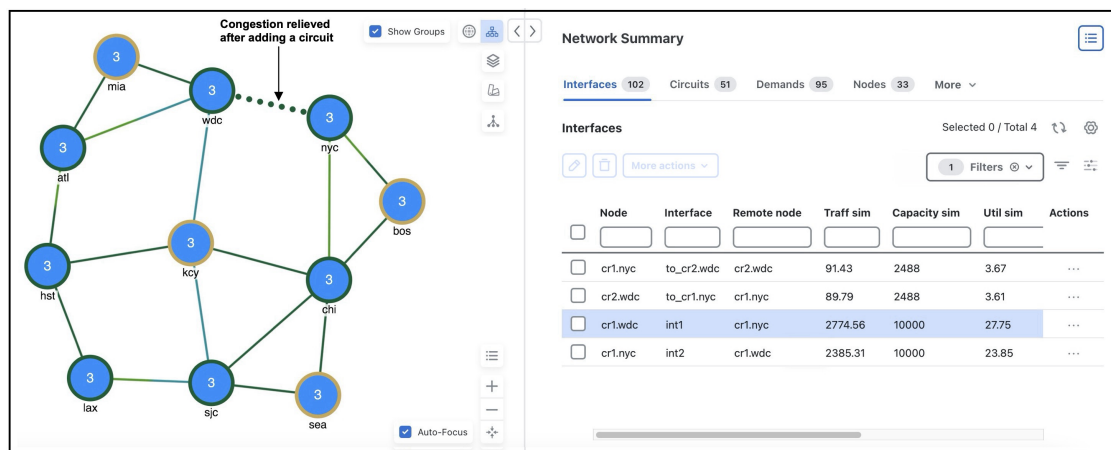 Congestion relieved
after adding a circuit
Show Groups
3
mia
3
wdc
3
nyc
3
atl
3
bos
3
kcy
3
hst
3
chi
3
lax
3
sjc
3
sea
Auto-Focus
Network Summary
Interfaces 102 Circuits 51 Demands 95 Nodes 33 More
Interfaces
Selected 0 / Total 4
More actions
1 Filters
Node Interface Remote node Traff sim Capacity sim Util sim Actions
cr1.nyc to_cr2.wdc cr2.wdc 91.43 2488 3.67 ...
cr2.wdc to_cr1.nyc cr1.nyc 89.79 2488 3.61 ...
cr1.wdc int1 cr1.nyc 2774.56 10000 27.75 ...
cr1.nyc int2 cr1.wdc 2385.31 10000 23.85 ...